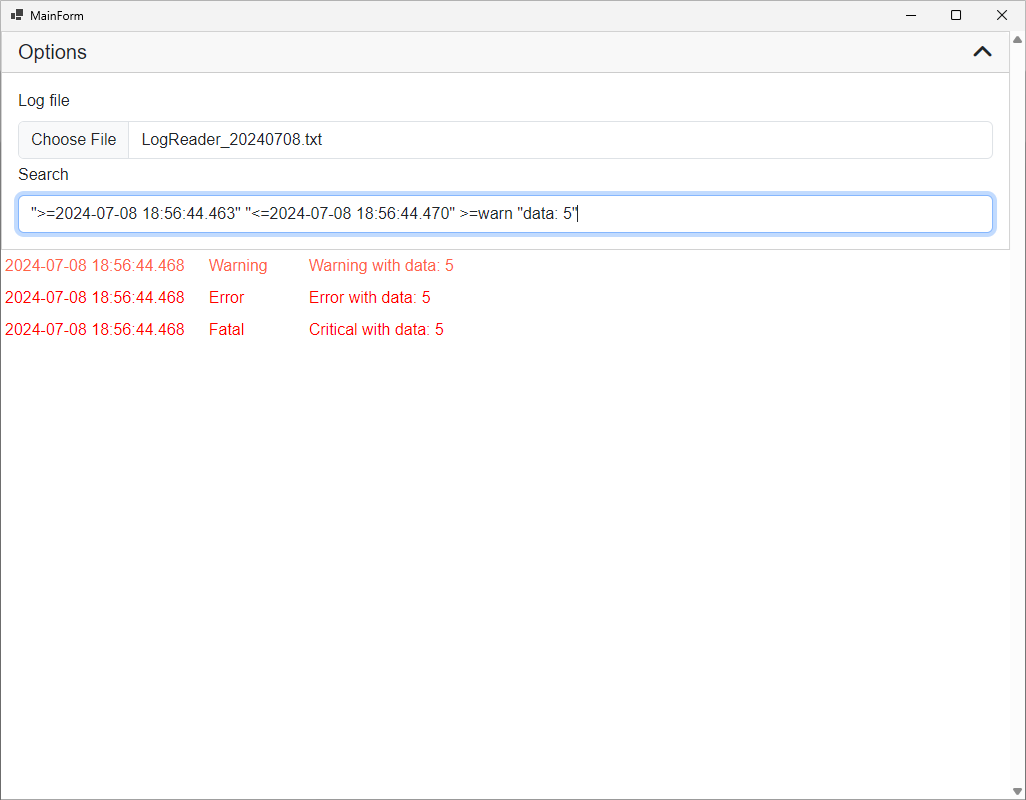 MainForm
Options
Log file
Choose File LogReader_20240708.txt
Search
">=2024-07-08 18:56:44.463" "<=2024-07-08 18:56:44.470" >=warn "data: 5"
2024-07-08 18:56:44.468 Warning Warning with data: 5
2024-07-08 18:56:44.468 Error Error with data: 5
2024-07-08 18:56:44.468 Fatal Critical with data: 5